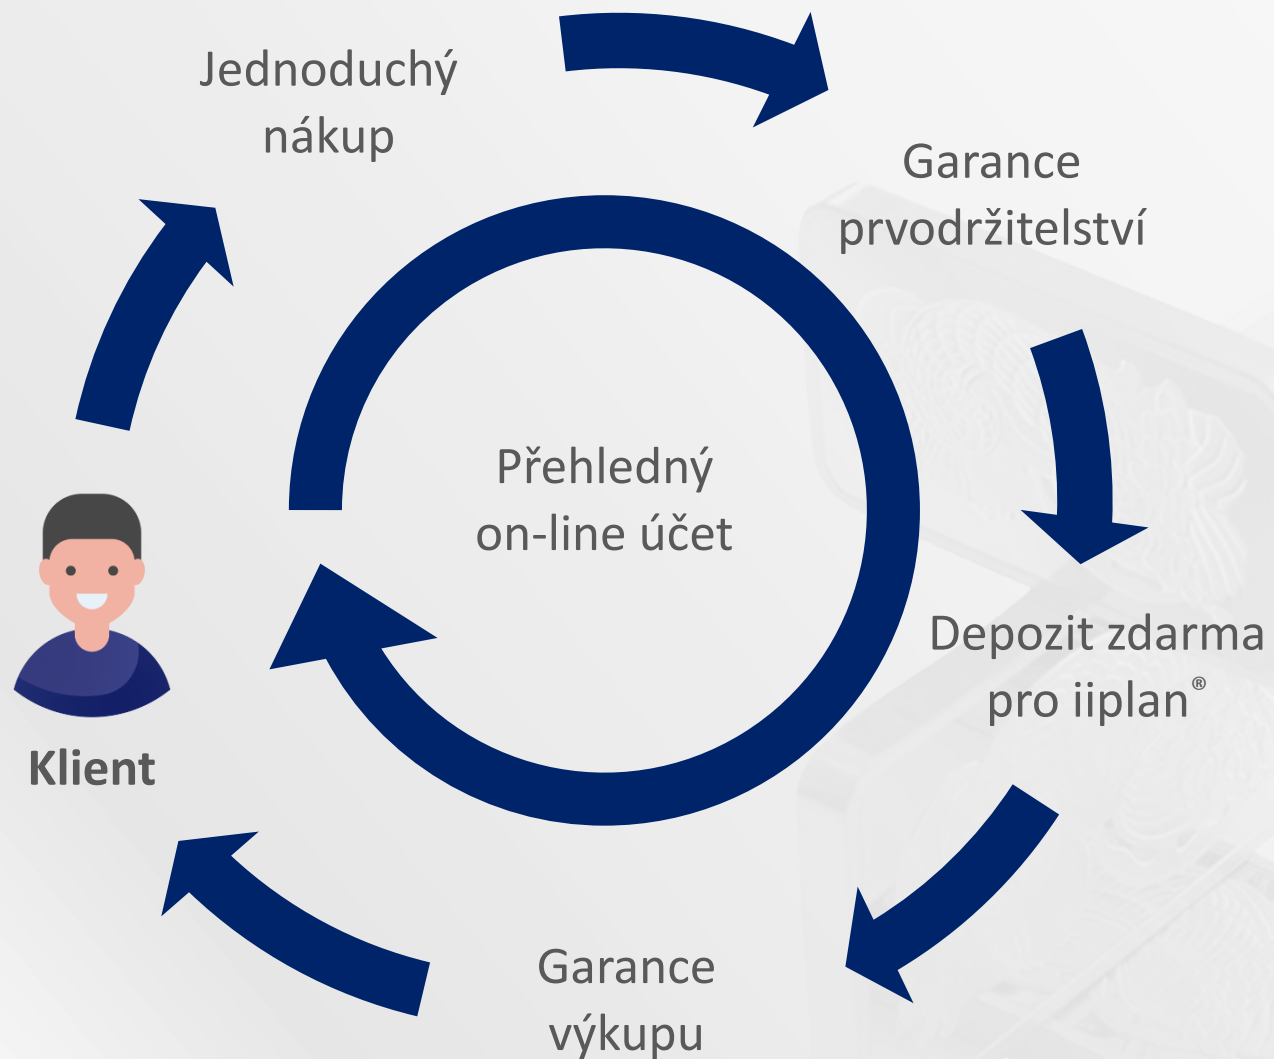 Jednoduchý
nákup
Garance
prvodržitelství
Přehledný
on-line účet
Depozit zdarma
pro iiplan®
Klient
Garance
výkupu